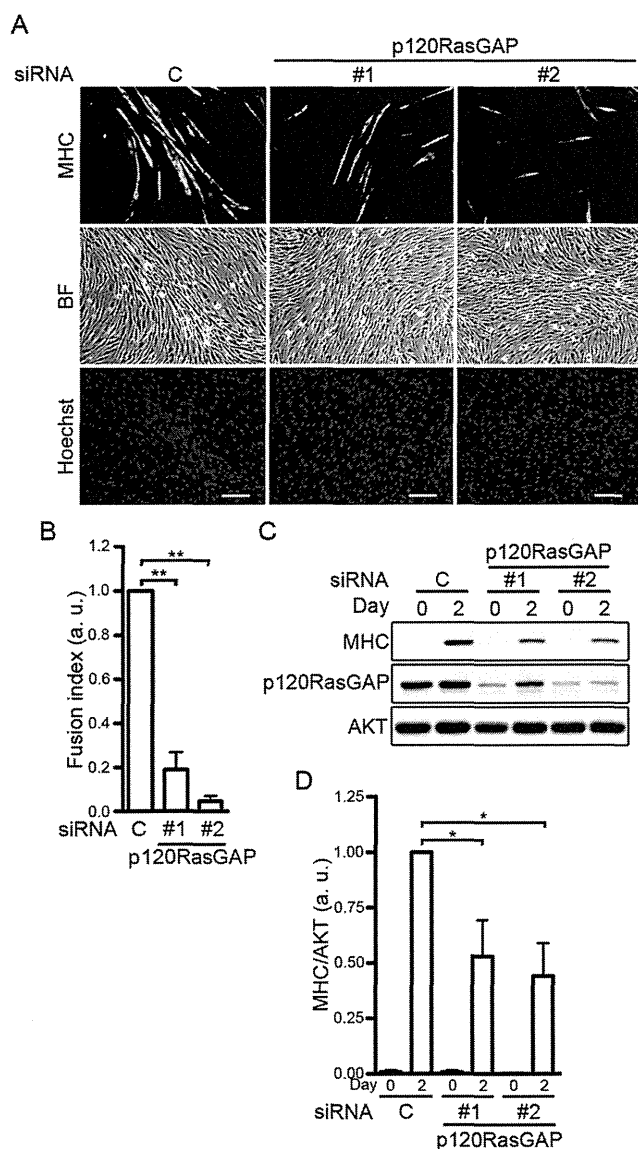 A
p120RasGAP
siRNA C #1 #2
MHC
BF
Hoechst
B
Fusion index (a. u.)
1.2
1.0
0.8
0.6
0.4
0.2
0.0
**
**
siRNA C #1 #2
p120RasGAP
C
p120RasGAP
siRNA C #1 #2
Day 0 2 0 2 0 2
MHC
p120RasGAP
AKT
D
MHC/AKT (a. u.)
1.25
1.00
0.75
0.50
0.25
0.00
*
*
Day 0 2 0 2 0 2
siRNA C #1 #2
p120RasGAP